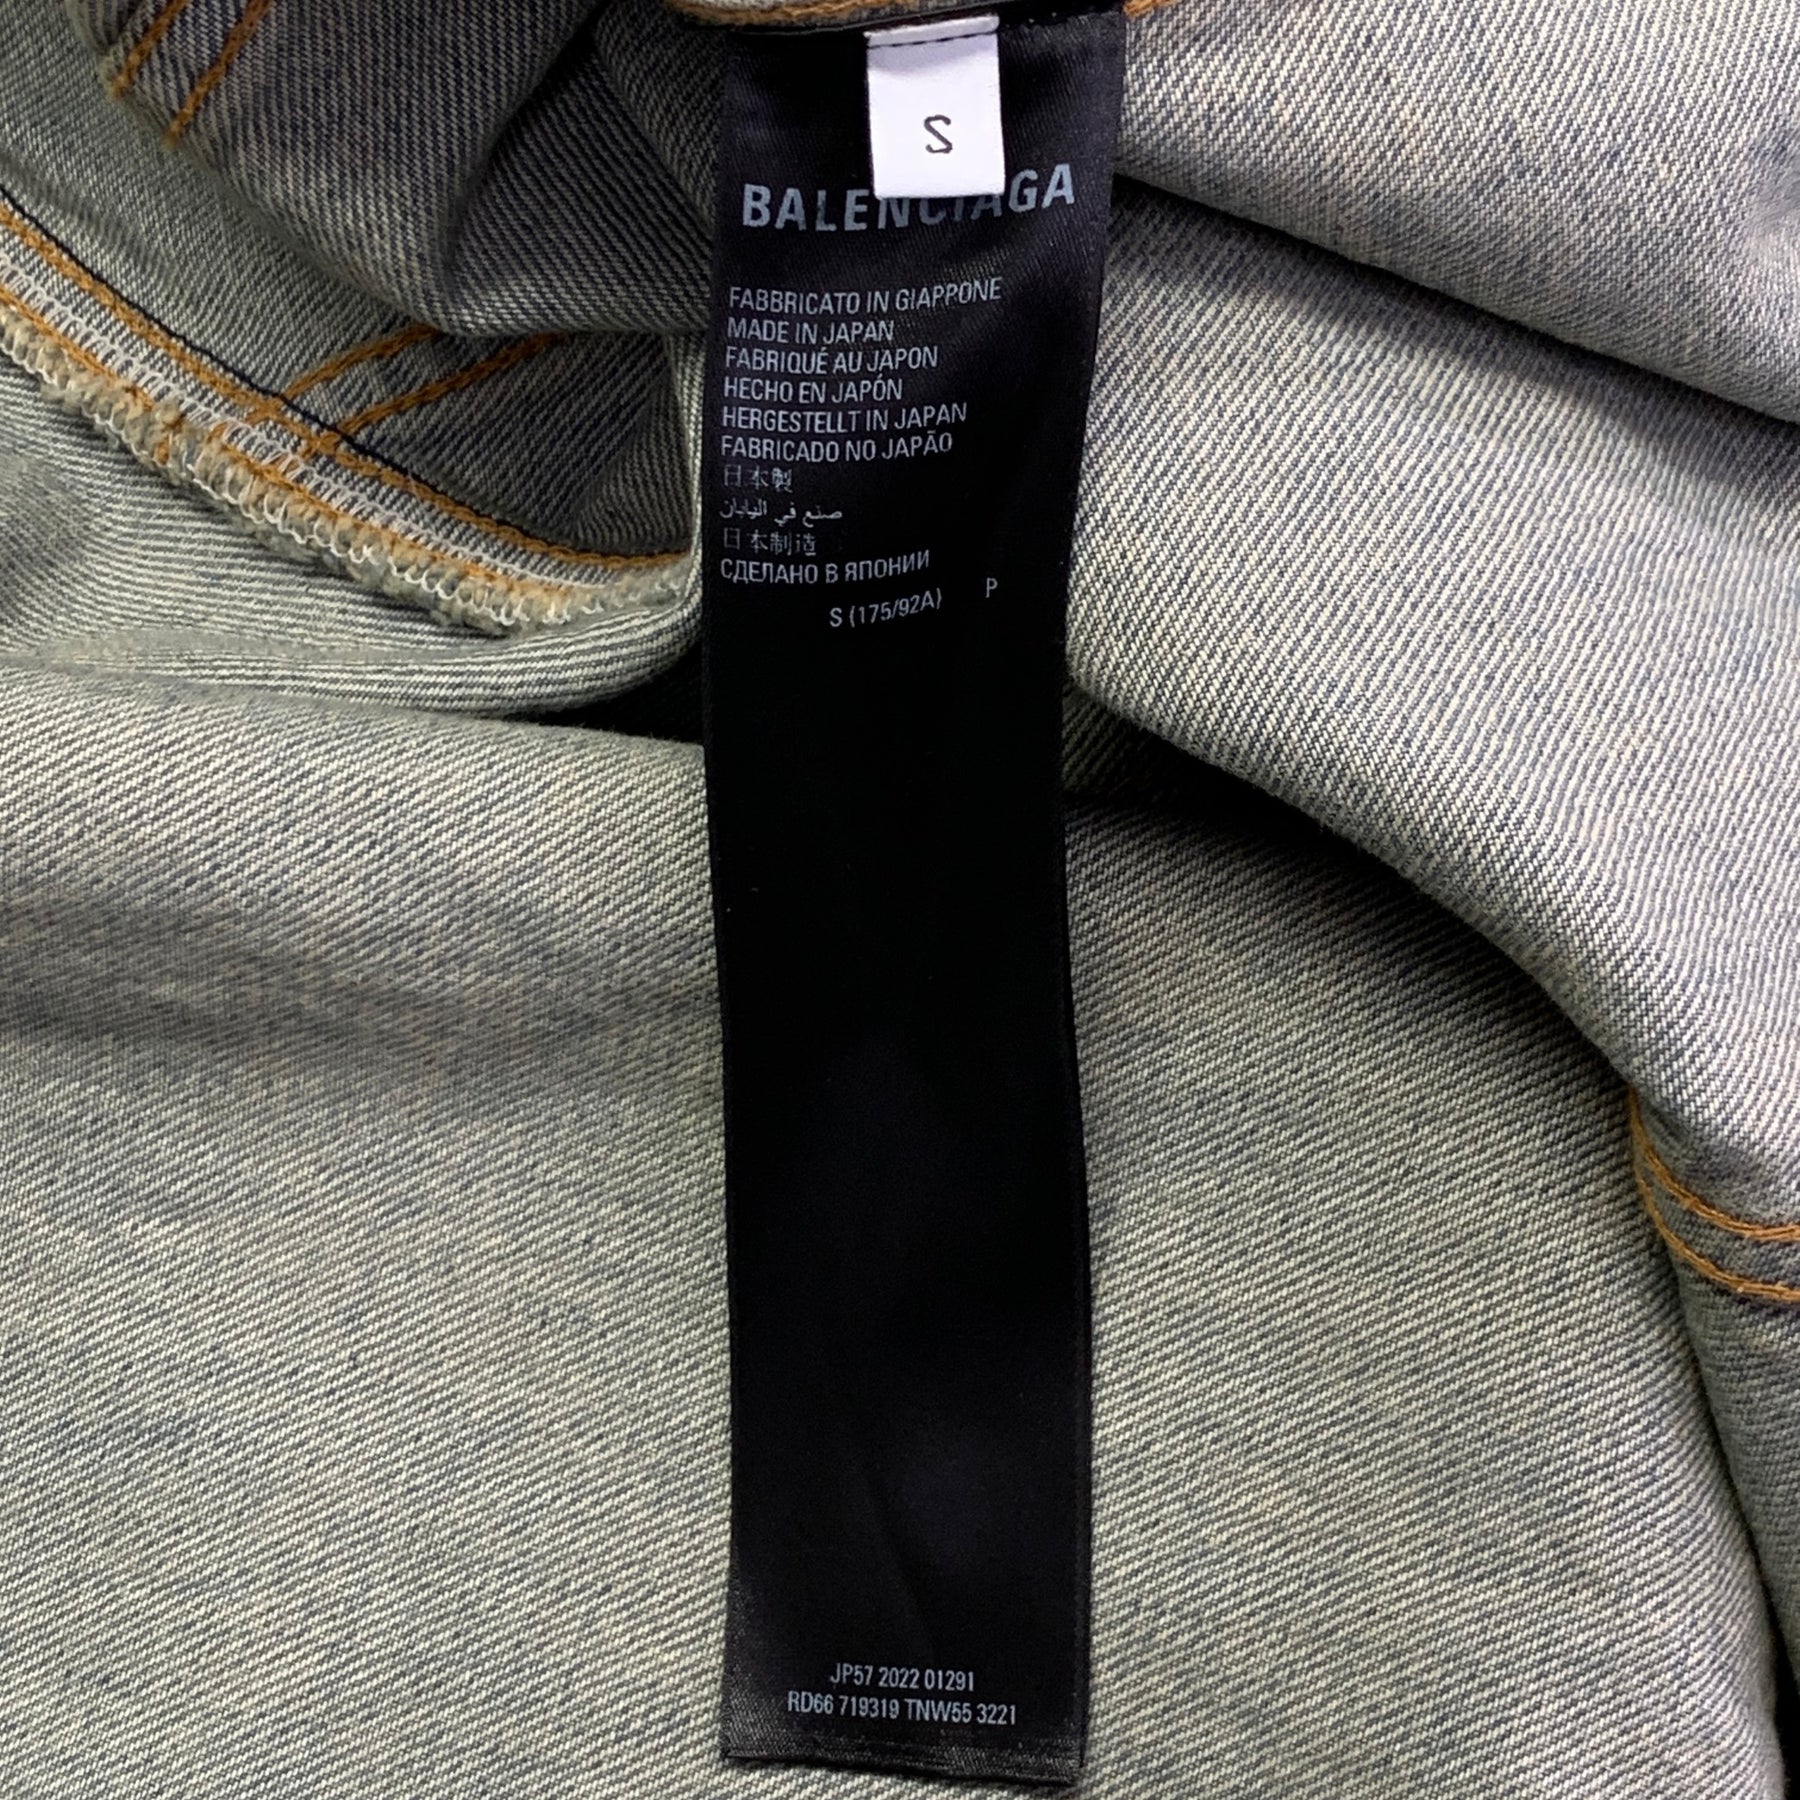 S
BALENCIAGA
FABBRICATO IN GIAPPONE
MADE IN JAPAN
FABRIQUÉ AU JAPON
HECHO EN JAPÓN
HERGESTELLT IN JAPAN
FABRICADO NO JAPÃO
日本製
صنع في اليابان
日本制造
СДЕЛАНО В ЯПОНИИ
S (175/92A) P
JP57 2022 01291
RD66 719319 TNW55 3221